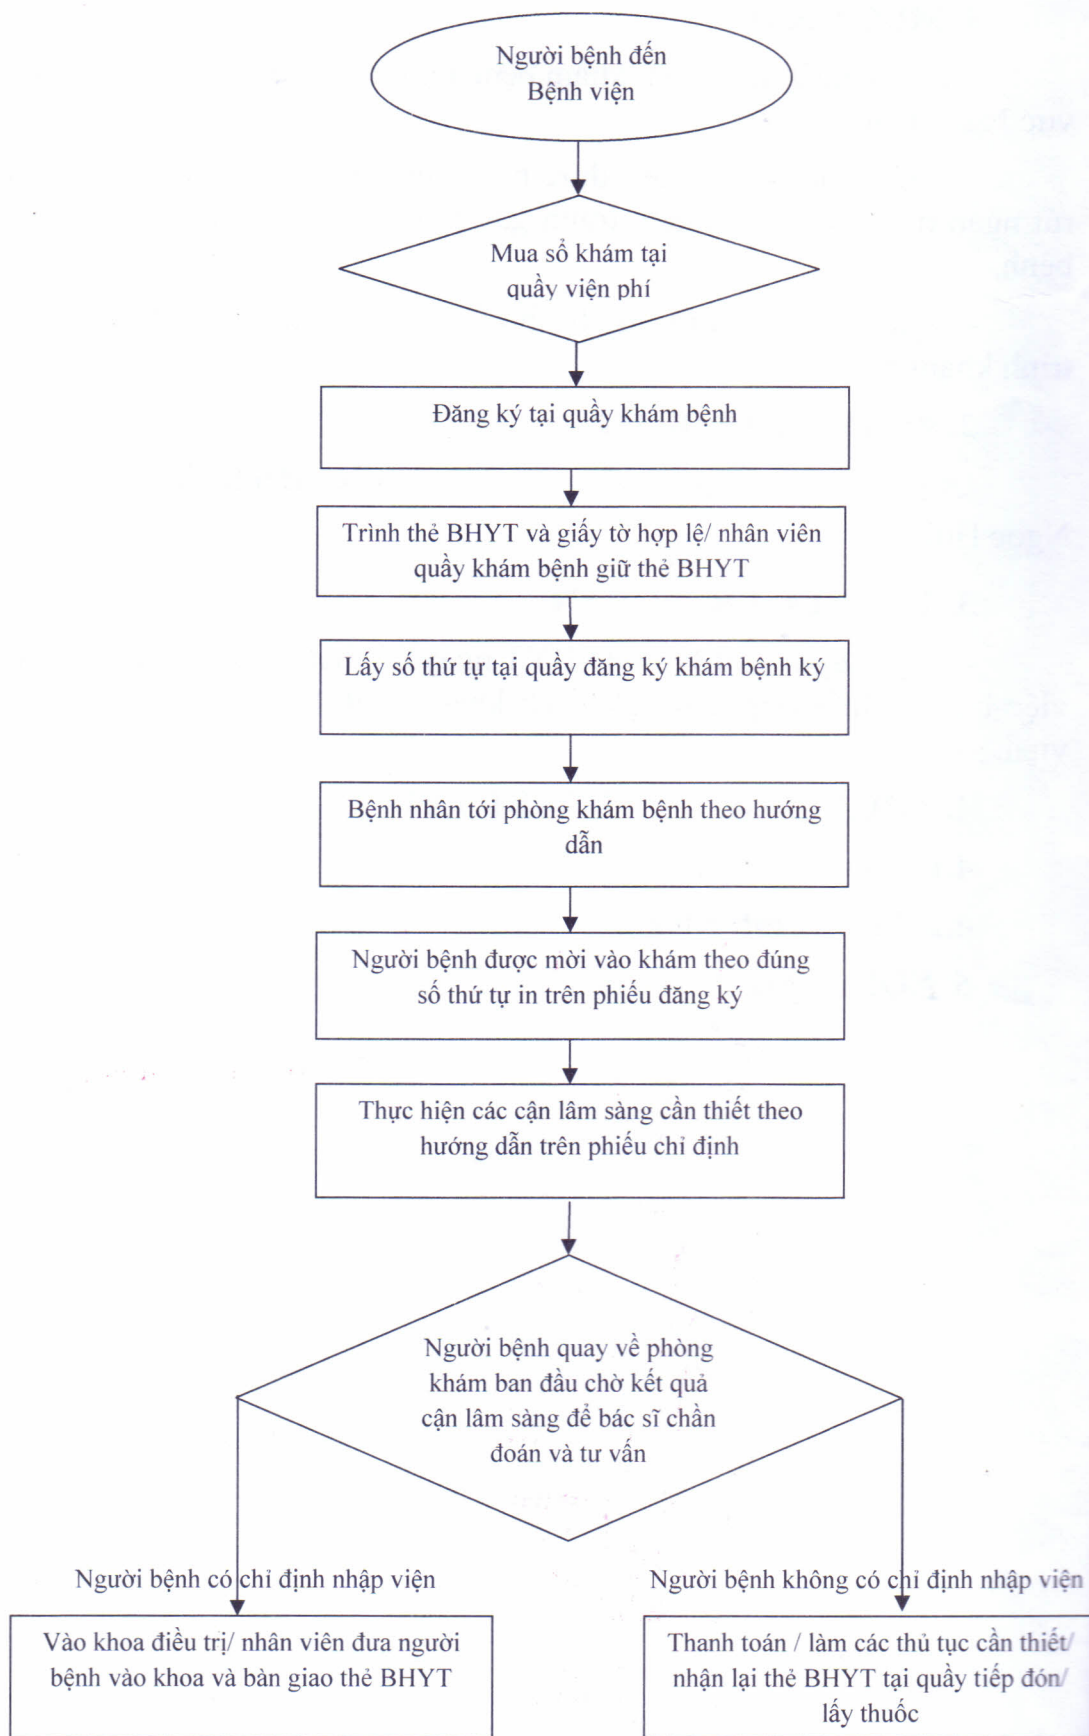 Người bệnh đến
Bệnh viện
Mua sổ khám tại
quầy viện phí
Đăng ký tại quầy khám bệnh
Trình thẻ BHYT và giấy tờ hợp lệ/ nhân viên
quầy khám bệnh giữ thẻ BHYT
Lấy số thứ tự tại quầy đăng ký khám bệnh ký
Bệnh nhân tới phòng khám bệnh theo hướng
dẫn
Người bệnh được mời vào khám theo đúng
số thứ tự in trên phiếu đăng ký
Thực hiện các cận lâm sàng cần thiết theo
hướng dẫn trên phiếu chỉ định
Người bệnh quay về phòng
khám ban đầu chờ kết quả
cận lâm sàng để bác sĩ chẩn
đoán và tư vấn
Người bệnh có chỉ định nhập viện
Người bệnh không có chỉ định nhập viện
Vào khoa điều trị/ nhân viên đưa người
bệnh vào khoa và bàn giao thẻ BHYT
Thanh toán / làm các thủ tục cần thiết/
nhận lại thẻ BHYT tại quầy tiếp đón/
lấy thuốc